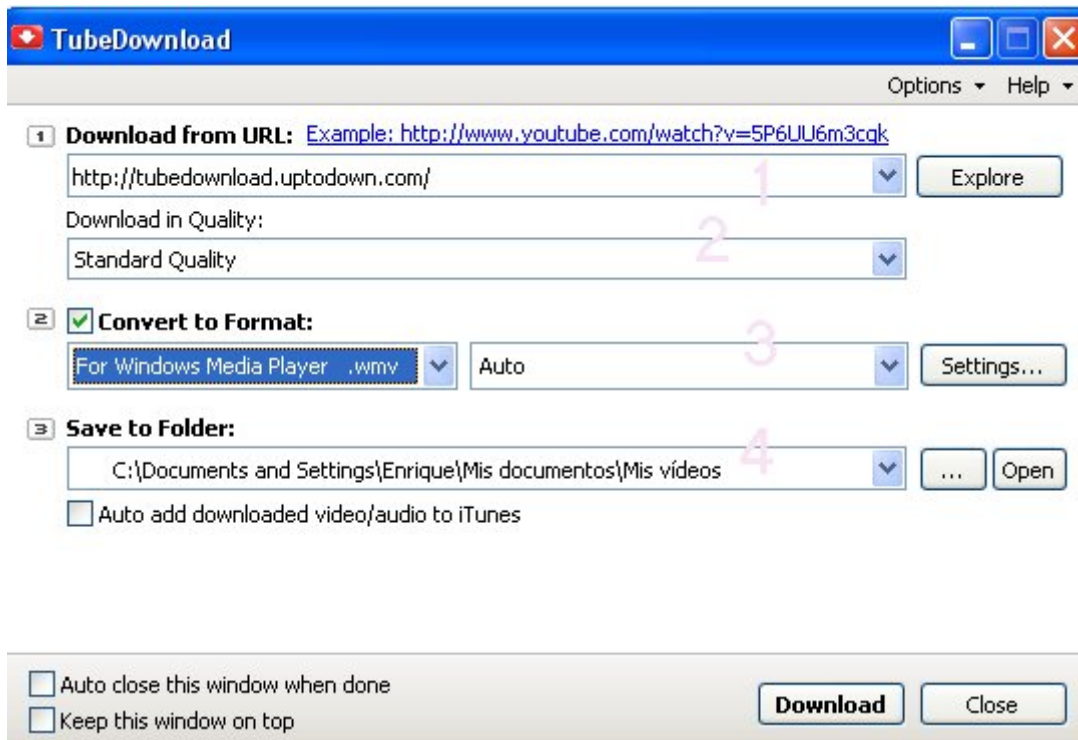 TubeDownload
Options Help
1 Download from URL: Example: http://www.youtube.com/watch?v=5P6UU6m3cqk
http://tubedownload.uptodown.com/ 1 Explore
Download in Quality:
Standard Quality 2
2 Convert to Format:
For Windows Media Player .wmv Auto 3 Settings...
3 Save to Folder:
C:\Documents and Settings\Enrique\Mis documentos\Mis vídeos 4 ... Open
Auto add downloaded video/audio to iTunes
Auto close this window when done
Keep this window on top
Download Close